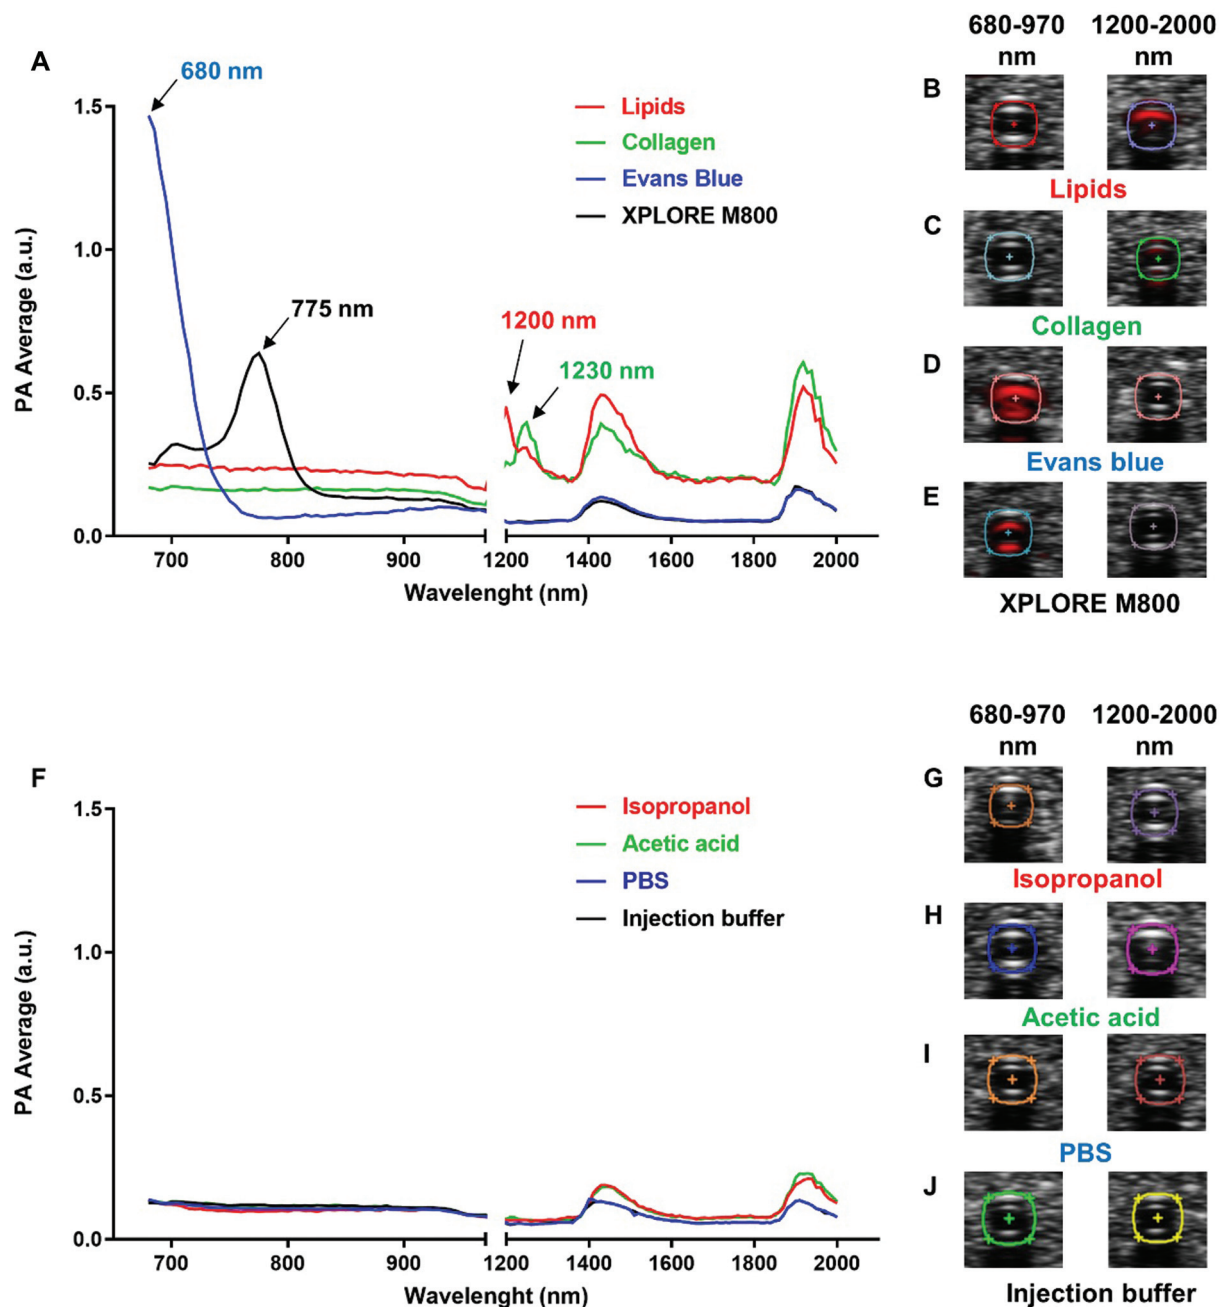 A
680 nm
1.5
1.0
0.5
0.0
PA Average (a.u.)
775 nm
1200 nm
1230 nm
Lipids
Collagen
Evans Blue
XPLORE M800
700 800 900 1200 1400 1600 1800 2000
Wavelenght (nm)
680-970 1200-2000
nm nm
B
Lipids
C
Collagen
D
Evans blue
E
XPLORE M800
F
1.5
1.0
0.5
0.0
PA Average (a.u.)
Isopropanol
Acetic acid
PBS
Injection buffer
700 800 900 1200 1400 1600 1800 2000
Wavelenght (nm)
680-970 1200-2000
nm nm
G
Isopropanol
H
Acetic acid
I
PBS
J
Injection buffer